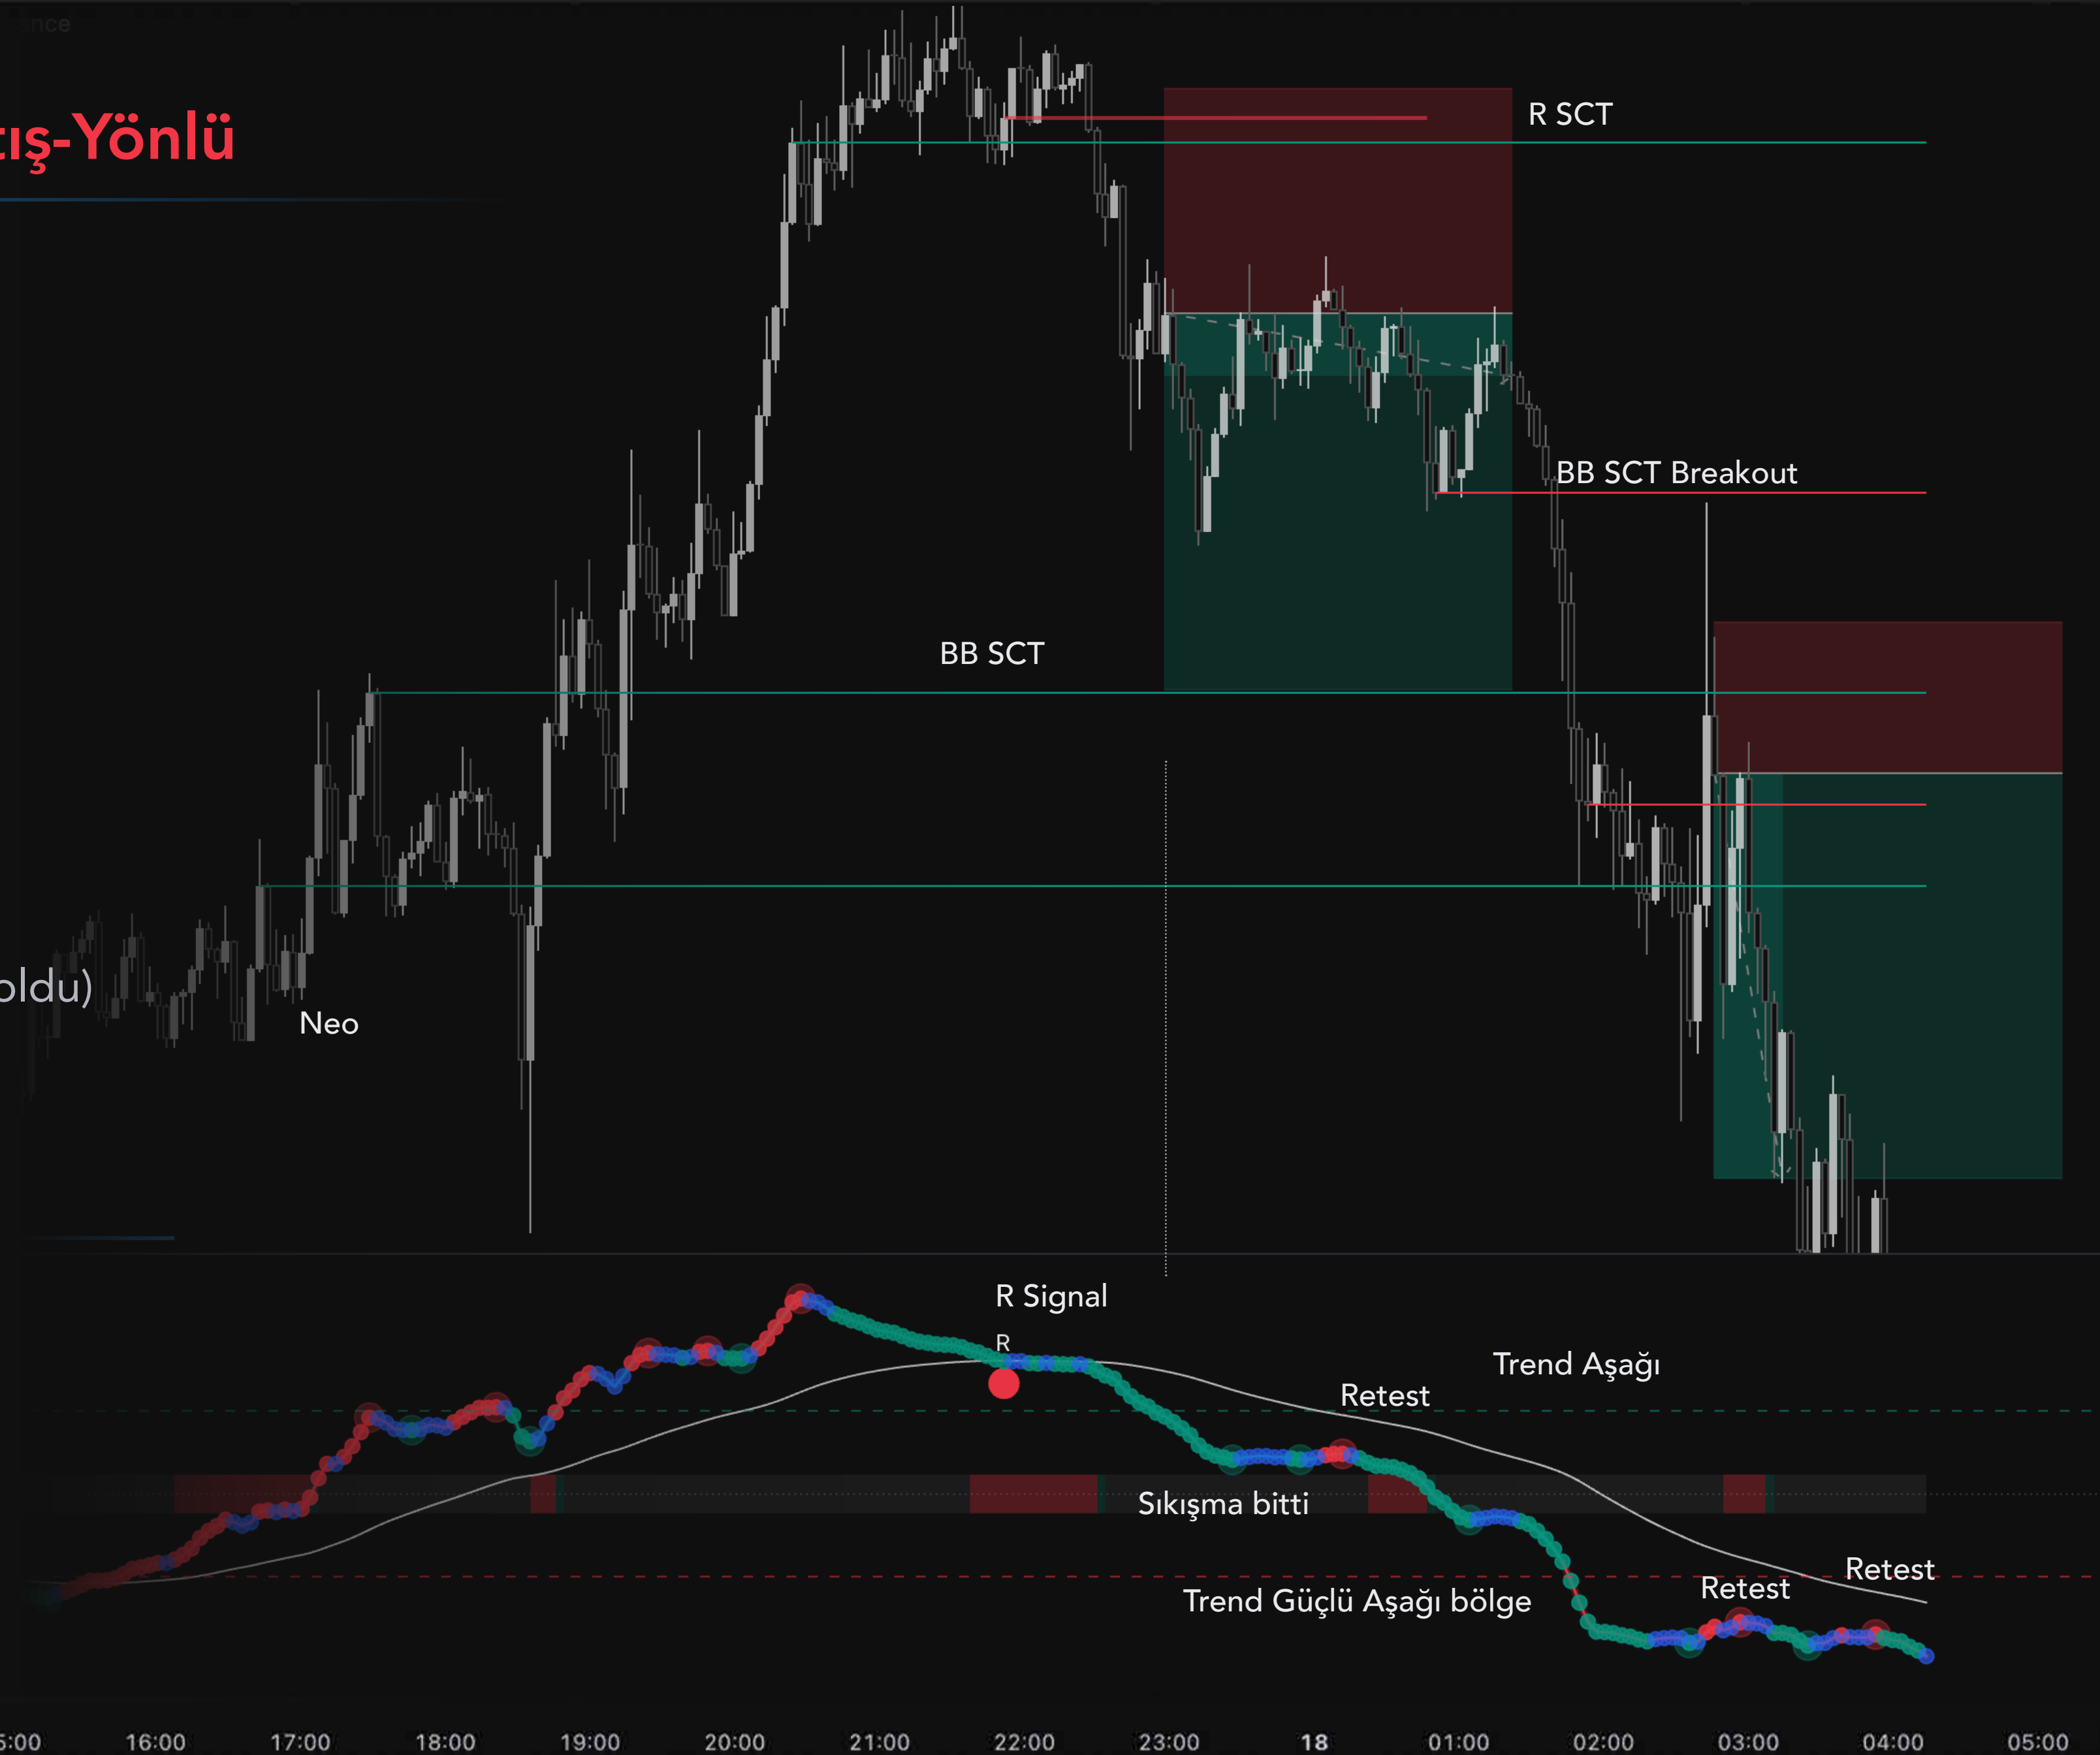 ance
tış-Yönlü
R SCT
BB SCT Breakout
BB SCT
oldu)
Neo
R Signal
R
Trend Aşağı
Retest
Sıkışma bitti
Retest
Retest
Trend Güçlü Aşağı bölge
5:00 16:00 17:00 18:00 19:00 20:00 21:00 22:00 23:00 18 01:00 02:00 03:00 04:00 05:00